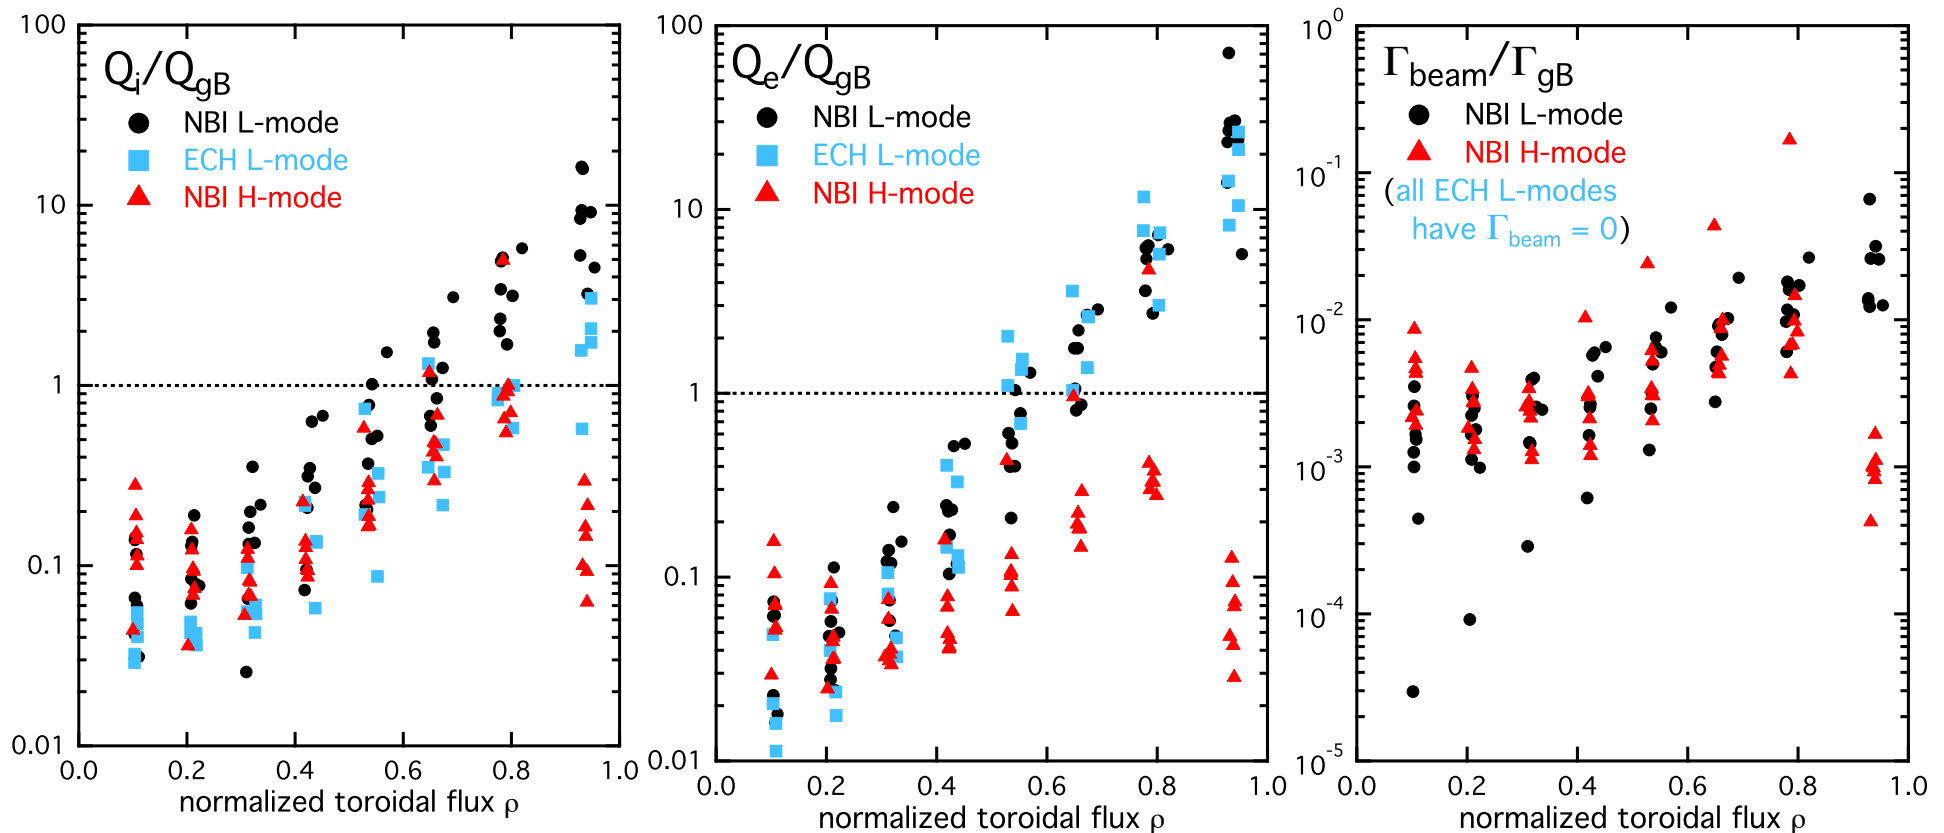 Qi/QgB
NBI L-mode
ECH L-mode
NBI H-mode
100
10
1
0.1
0.01
0.0
0.2
0.4
0.6
0.8
1.0
normalized toroidal flux ρ
Qe/QgB
NBI L-mode
ECH L-mode
NBI H-mode
100
10
1
0.1
0.01
0.0
0.2
0.4
0.6
0.8
1.0
normalized toroidal flux ρ
Γbeam/ΓgB
NBI L-mode
NBI H-mode
(all ECH L-modes
have Γbeam = 0)
10^0
10^-1
10^-2
10^-3
10^-4
10^-5
0.0
0.2
0.4
0.6
0.8
1.0
normalized toroidal flux ρ